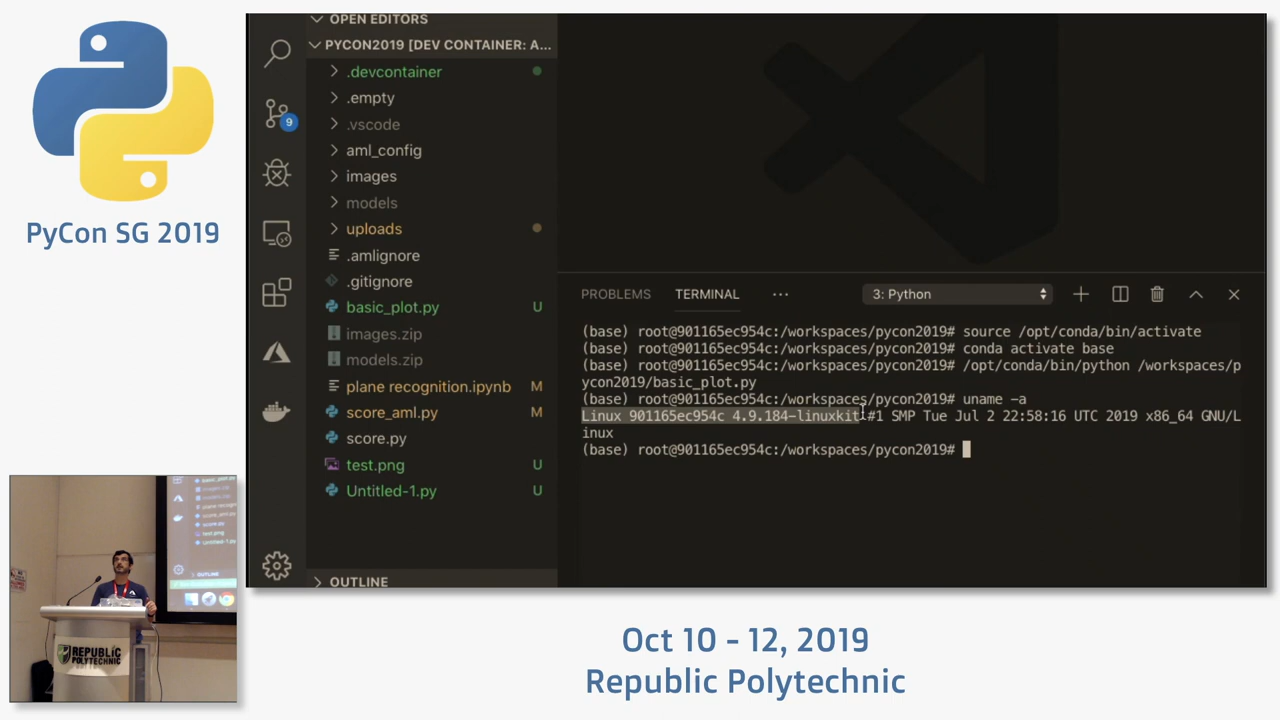 PyCon SG 2019
OPEN EDITORS
PYCON2019 [DEV CONTAINER: A...
.devcontainer
.empty
.vscode
aml_config
images
models
uploads
.amlignore
.gitignore
basic_plot.py U
images.zip
models.zip
plane recognition.ipynb M
score_aml.py M
score.py
test.png U
Untitled-1.py U
OUTLINE
9
PROBLEMS TERMINAL ... 3: Python
(base) root@901165ec954c:/workspaces/pycon2019# source /opt/conda/bin/activate
(base) root@901165ec954c:/workspaces/pycon2019# conda activate base
(base) root@901165ec954c:/workspaces/pycon2019# /opt/conda/bin/python /workspaces/p
ycon2019/basic_plot.py
(base) root@901165ec954c:/workspaces/pycon2019# uname -a
Linux 901165ec954c 4.9.184-linuxkit #1 SMP Tue Jul 2 22:58:16 UTC 2019 x86_64 GNU/L
inux
(base) root@901165ec954c:/workspaces/pycon2019#
REPUBLIC
POLYTECHNIC
Oct 10 - 12, 2019
Republic Polytechnic